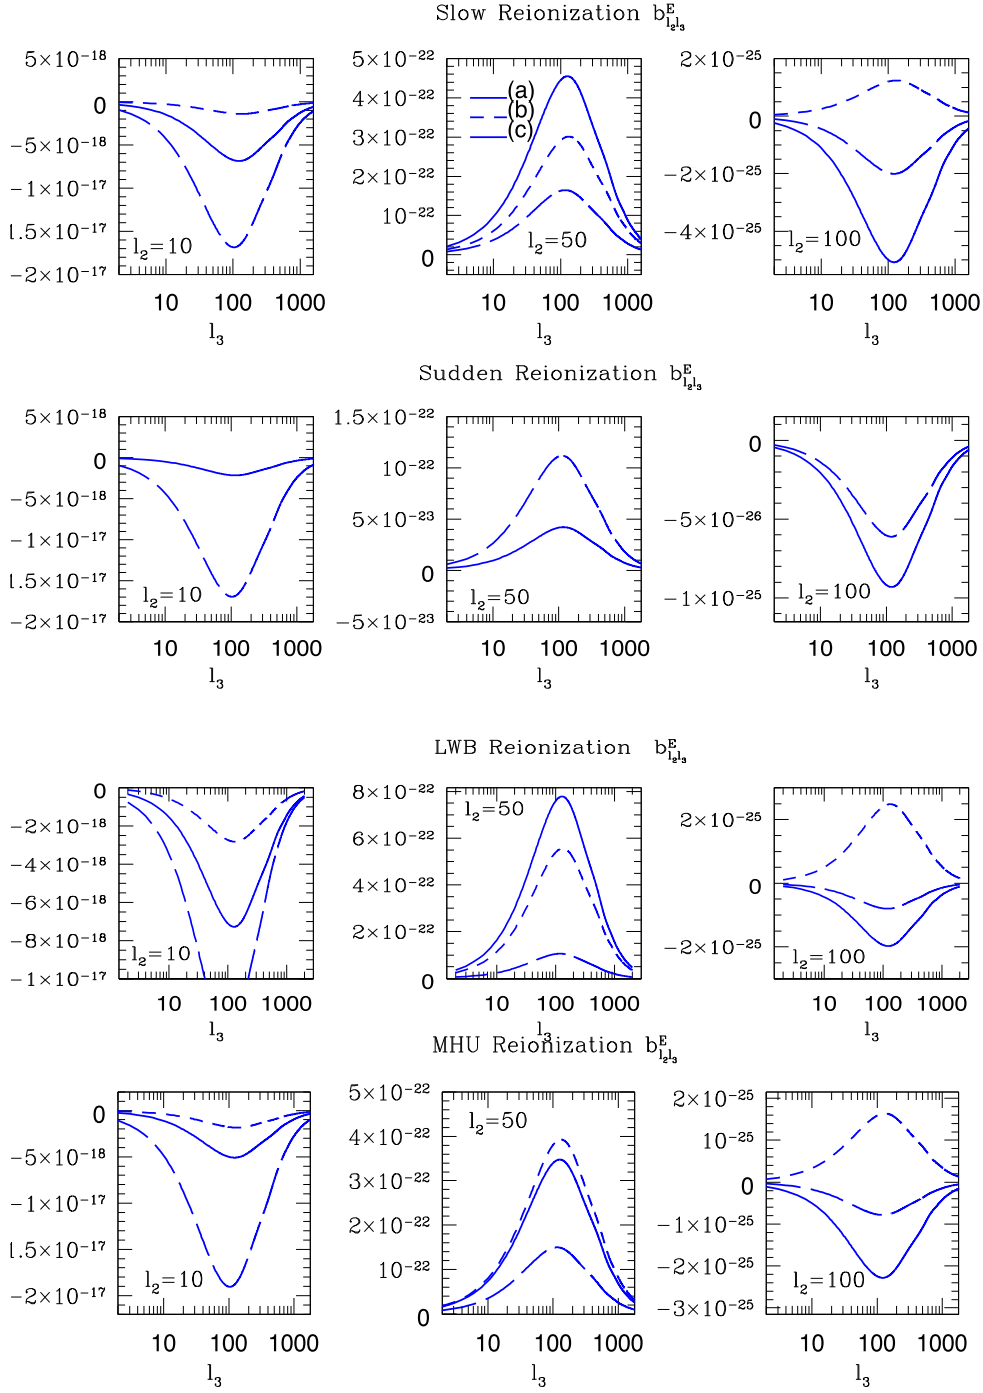 Slow Reionization b^E_{l₂l₃}
5×10⁻¹⁸
0
−5×10⁻¹⁸
−1×10⁻¹⁷
1.5×10⁻¹⁷
−2×10⁻¹⁷
l₂=10
10 100 1000
l₃
5×10⁻²²
4×10⁻²²
3×10⁻²²
2×10⁻²²
10⁻²²
0
(a)
(b)
(c)
l₂=50
10 100 1000
l₃
2×10⁻²⁵
0
−2×10⁻²⁵
−4×10⁻²⁵
l₂=100
10 100 1000
l₃
Sudden Reionization b^E_{l₂l₃}
5×10⁻¹⁸
0
−5×10⁻¹⁸
−1×10⁻¹⁷
1.5×10⁻¹⁷
−2×10⁻¹⁷
l₂=10
10 100 1000
l₃
1.5×10⁻²²
10⁻²²
5×10⁻²³
0
−5×10⁻²³
l₂=50
10 100 1000
l₃
0
−5×10⁻²⁶
−1×10⁻²⁵
l₂=100
10 100 1000
l₃
LWB Reionization b^E_{l₂l₃}
0
−2×10⁻¹⁸
−4×10⁻¹⁸
−6×10⁻¹⁸
−8×10⁻¹⁸
−1×10⁻¹⁷
l₂=10
10 100 1000
l₃
8×10⁻²²
6×10⁻²²
4×10⁻²²
2×10⁻²²
0
l₂=50
10 100 1000
l₃
2×10⁻²⁵
0
−2×10⁻²⁵
l₂=100
10 100 1000
l₃
MHU Reionization b^E_{l₂l₃}
0
−5×10⁻¹⁸
−1×10⁻¹⁷
1.5×10⁻¹⁷
−2×10⁻¹⁷
l₂=10
10 100 1000
l₃
5×10⁻²²
4×10⁻²²
3×10⁻²²
2×10⁻²²
10⁻²²
0
l₂=50
10 100 1000
l₃
2×10⁻²⁵
10⁻²⁵
0
−1×10⁻²⁵
−2×10⁻²⁵
−3×10⁻²⁵
l₂=100
10 100 1000
l₃